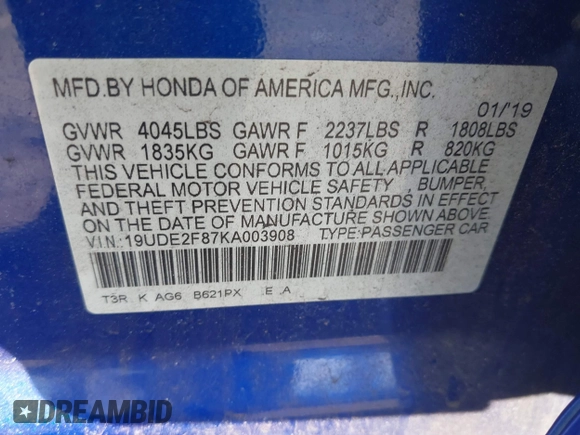 MFD.BY HONDA OF AMERICA MFG.,INC.
01/'19
GVWR 4045LBS GAWR F 2237LBS R 1808LBS
GVWR 1835KG GAWR F 1015KG R 820KG
THIS VEHICLE CONFORMS TO ALL APPLICABLE
FEDERAL MOTOR VEHICLE SAFETY , BUMPER,
AND THEFT PREVENTION STANDARDS IN EFFECT
ON THE DATE OF MANUFACTURE SHOWN ABOVE.
V.I.N.:19UDE2F87KA003908 TYPE:PASSENGER CAR
T3R K AG6 B621PX E A
DREAMBID